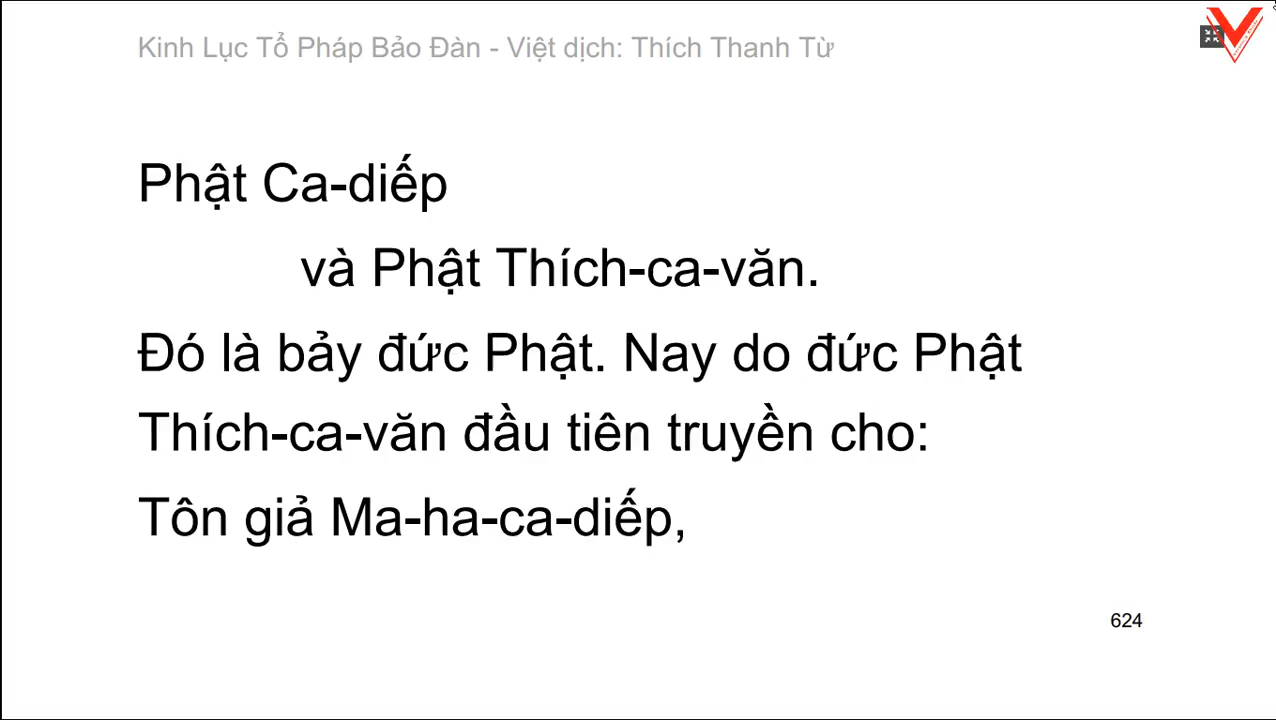 Kinh Lục Tổ Pháp Bảo Đàn - Việt dịch: Thích Thanh Từ
Phật Ca-diếp
và Phật Thích-ca-văn.
Đó là bảy đức Phật. Nay do đức Phật
Thích-ca-văn đầu tiên truyền cho:
Tôn giả Ma-ha-ca-diếp,
624